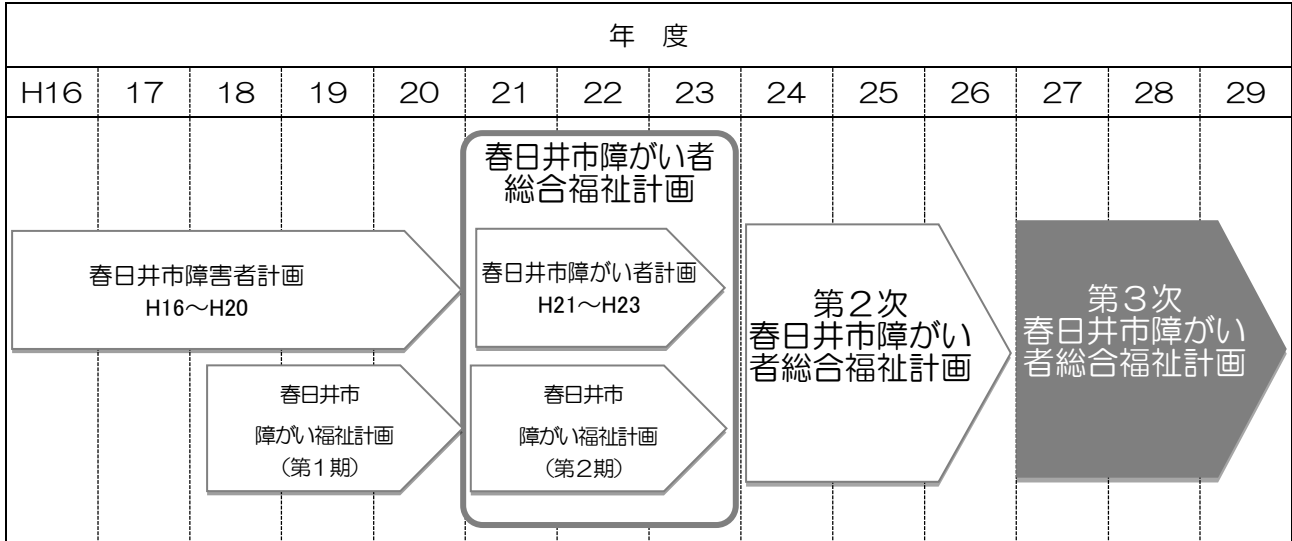 年 度
H16 17 18 19 20 21 22 23 24 25 26 27 28 29
春日井市障がい者
総合福祉計画
春日井市障害者計画
H16～H20
春日井市障がい者計画
H21～H23
春日井市
障がい福祉計画
（第１期）
春日井市
障がい福祉計画
（第２期）
第２次
春日井市障がい
者総合福祉計画
第３次
春日井市障がい
者総合福祉計画